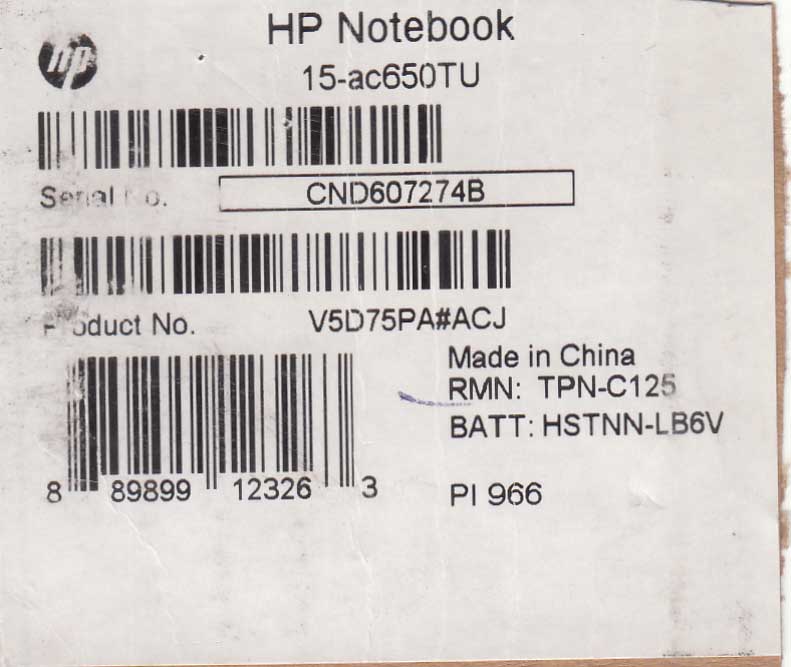 hp
HP Notebook
15-ac650TU
Serial No.
CND607274B
Product No.
V5D75PA#ACJ
Made in China
RMN: TPN-C125
BATT: HSTNN-LB6V
8 89899 12326 3
PI 966